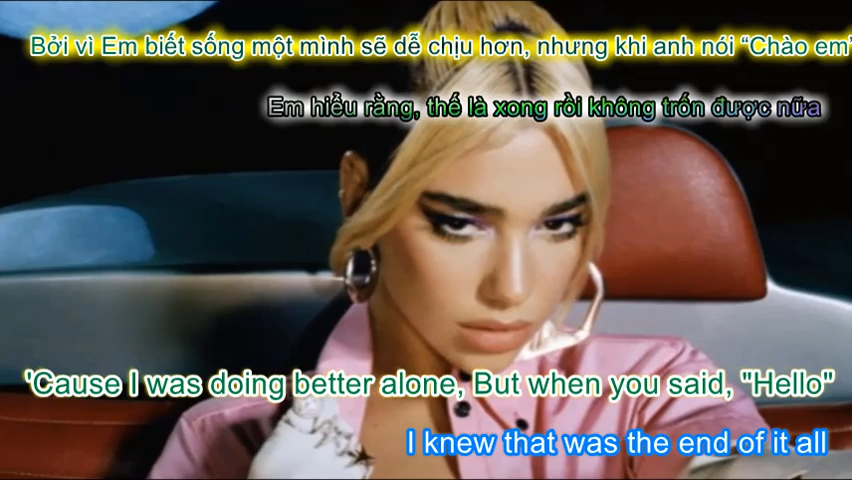 Bởi vì Em biết sống một mình sẽ dễ chịu hơn, nhưng khi anh nói “Chào em”
Em hiểu rằng, thế là xong rồi không trốn được nữa
'Cause I was doing better alone, But when you said, "Hello"
I knew that was the end of it all